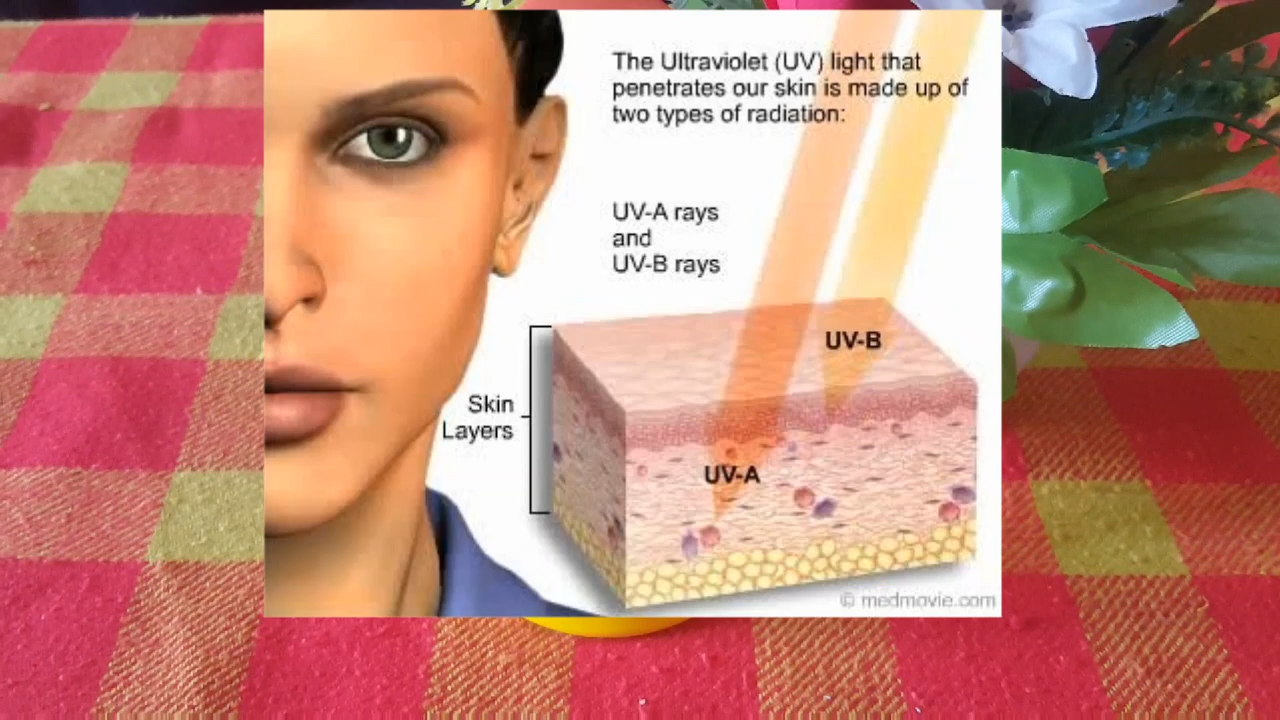 The Ultraviolet (UV) light that
penetrates our skin is made up of
two types of radiation:
UV-A rays
and
UV-B rays
UV-B
Skin
Layers
UV-A
© medmovie.com